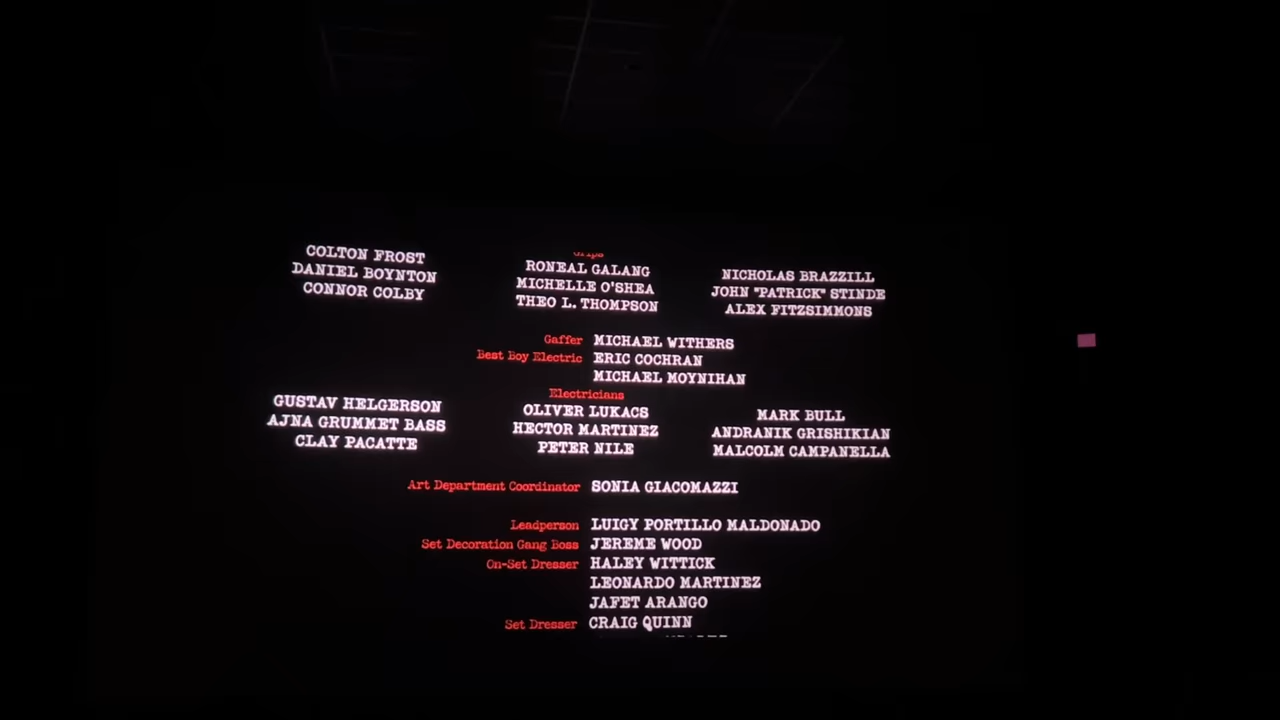 Grips
COLTON FROST RONEAL GALANG NICHOLAS BRAZZILL
DANIEL BOYNTON MICHELLE O'SHEA JOHN "PATRICK" STINDE
CONNOR COLBY THEO L. THOMPSON ALEX FITZSIMMONS
Gaffer MICHAEL WITHERS
Best Boy Electric ERIC COCHRAN
MICHAEL MOYNIHAN
Electricians
GUSTAV HELGERSON OLIVER LUKACS MARK BULL
AJNA GRUMMET BASS HECTOR MARTINEZ ANDRANIK GRISHIKIAN
CLAY PACATTE PETER NILE MALCOLM CAMPANELLA
Art Department Coordinator SONIA GIACOMAZZI
Leadperson LUIGY PORTILLO MALDONADO
Set Decoration Gang Boss JEREME WOOD
On-Set Dresser HALEY WITTICK
LEONARDO MARTINEZ
JAFET ARANGO
Set Dresser CRAIG QUINN